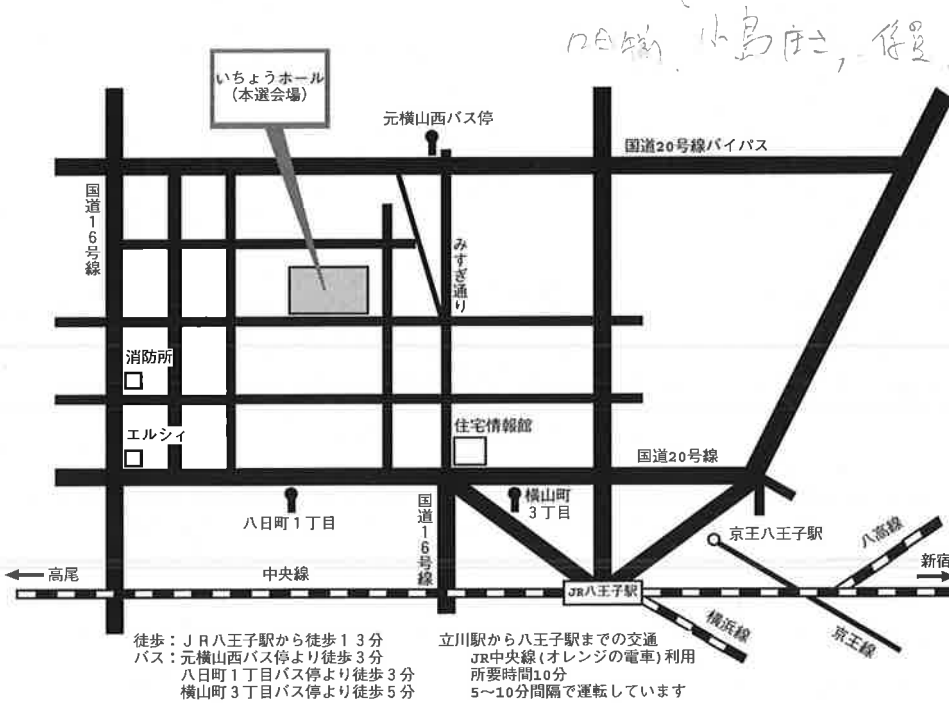 小島
いちょうホール
(本選会場)
元横山西バス停
国道20号線バイパス
国道16号線
みずき通り
消防所
エルシィ
住宅情報館
国道20号線
八日町1丁目
国道16号線
横山町
3丁目
京王八王子駅
八高線
新宿
高尾
中央線
JR八王子駅
横浜線
京王線
徒歩：ＪＲ八王子駅から徒歩１３分
バス：元横山西バス停より徒歩３分
八日町１丁目バス停より徒歩３分
横山町３丁目バス停より徒歩５分
立川駅から八王子駅までの交通
JR中央線(オレンジの電車)利用
所要時間10分
5〜10分間隔で運転しています